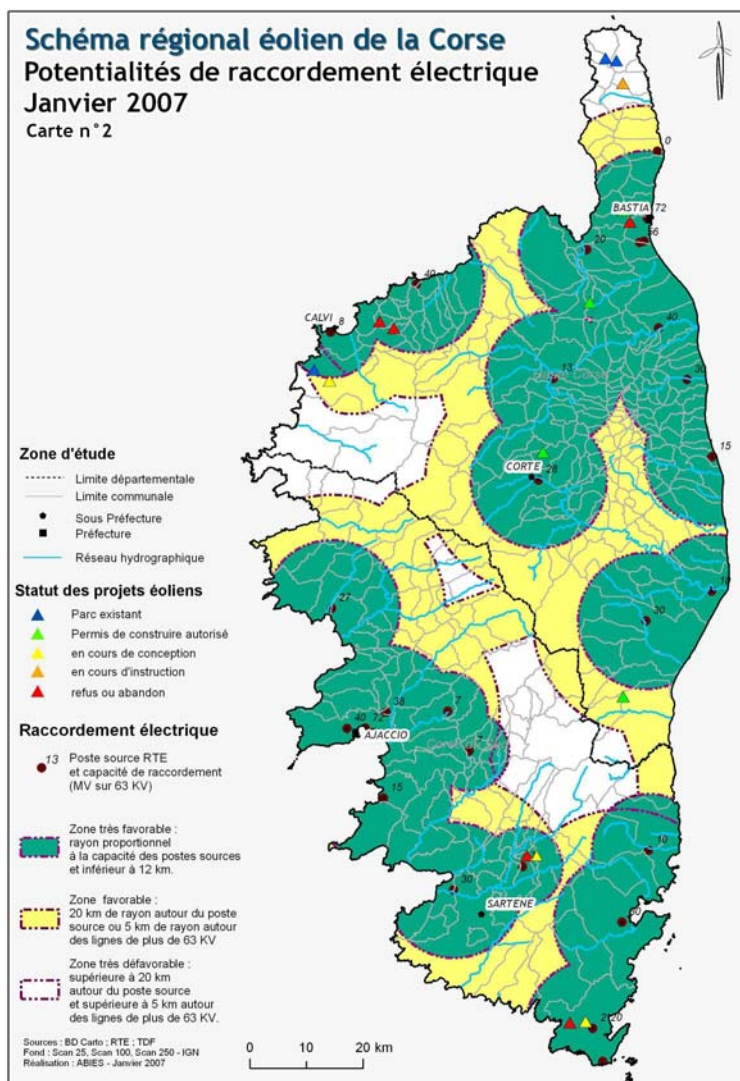 Schéma régional éolien de la Corse
Potentialités de raccordement électrique
Janvier 2007
Carte n°2
0
BASTIA
72
56
20
40
CALVI
8
40
13
30
15
CORTE
28
27
10
30
38
7
40
72
AJACCIO
7
15
10
30
SARTENE
20
Zone d'étude
Limite départementale
Limite communale
Sous Préfecture
Préfecture
Réseau hydrographique
Statut des projets éoliens
Parc existant
Permis de construire autorisé
en cours de conception
en cours d'instruction
refus ou abandon
Raccordement électrique
13
Poste source RTE
et capacité de raccordement
(MV sur 63 KV)
Zone très favorable :
rayon proportionnel
à la capacité des postes sources
et inférieur à 12 km.
Zone favorable :
20 km de rayon autour du poste
source ou 5 km de rayon autour
des lignes de plus de 63 KV
Zone très défavorable :
supérieure à 20 km
autour du poste source
et supérieure à 5 km autour
des lignes de plus de 63 KV.
Sources : BD Carto ; RTE ; TDF
Fond : Scan 25, Scan 100, Scan 250 - IGN
Réalisation : ABIES - Janvier 2007
0 10 20 km